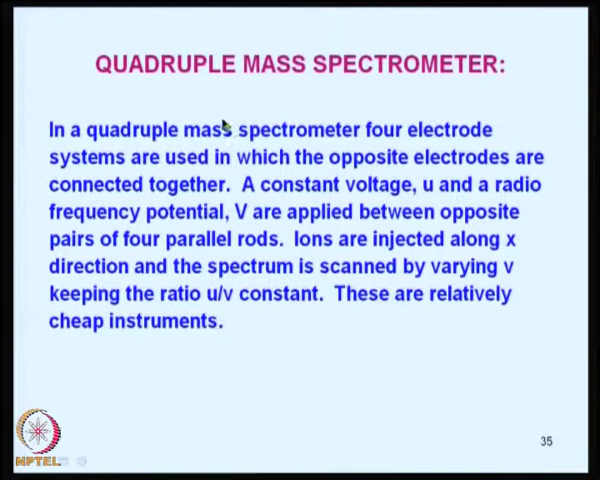 QUADRUPLE MASS SPECTROMETER:
In a quadruple mass spectrometer four electrode
systems are used in which the opposite electrodes are
connected together. A constant voltage, u and a radio
frequency potential, V are applied between opposite
pairs of four parallel rods. Ions are injected along x
direction and the spectrum is scanned by varying v
keeping the ratio u/v constant. These are relatively
cheap instruments.
35
NPTEL